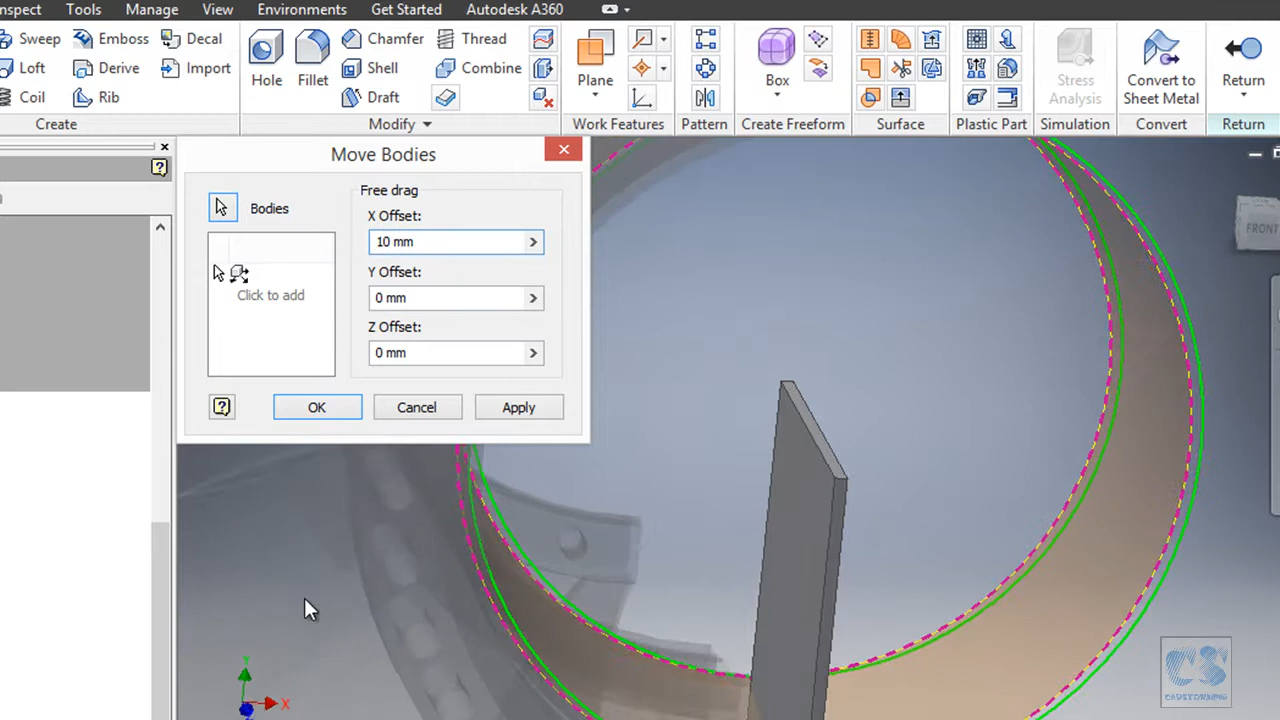 nspect Tools Manage View Environments Get Started Autodesk A360
Sweep Emboss Decal
Loft Derive Import
Coil Rib
Create
Hole
Fillet
Chamfer Thread
Shell Combine
Draft
Modify
Plane
Work Features
Pattern
Box
Create Freeform
Surface
Plastic Part
Stress
Analysis
Simulation
Convert to
Sheet Metal
Convert
Return
Return
Move Bodies
Bodies
Click to add
Free drag
X Offset:
10 mm
Y Offset:
0 mm
Z Offset:
0 mm
OK Cancel Apply
FRONT
Y
X
CS